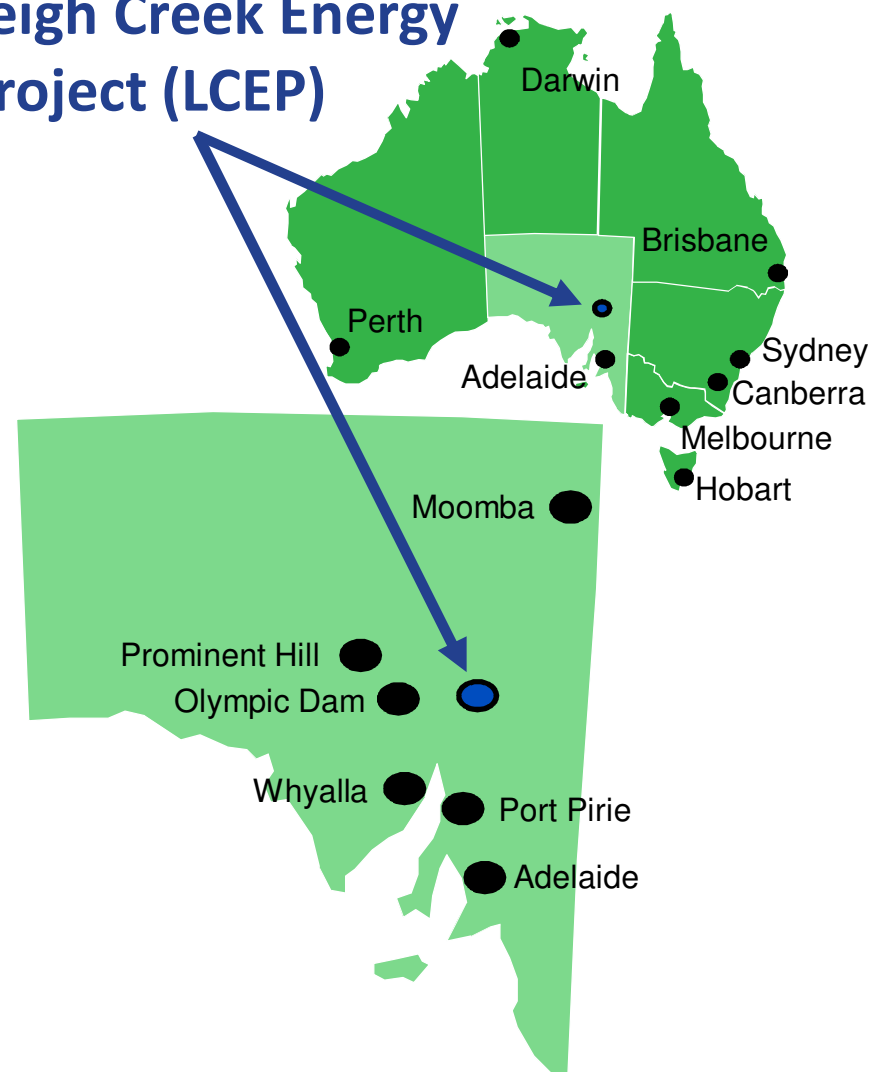 eigh Creek Energy
roject (LCEP)
Darwin
Brisbane
Perth
Sydney
Adelaide
Canberra
Melbourne
Hobart
Moomba
Prominent Hill
Olympic Dam
Whyalla
Port Pirie
Adelaide